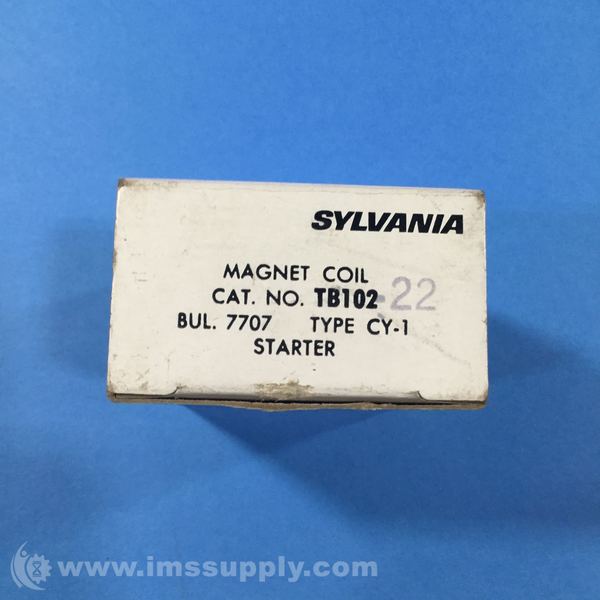 SYLVANIA
MAGNET COIL
CAT. NO. TB102-22
BUL. 7707 TYPE CY-1
STARTER
www.imssupply.com